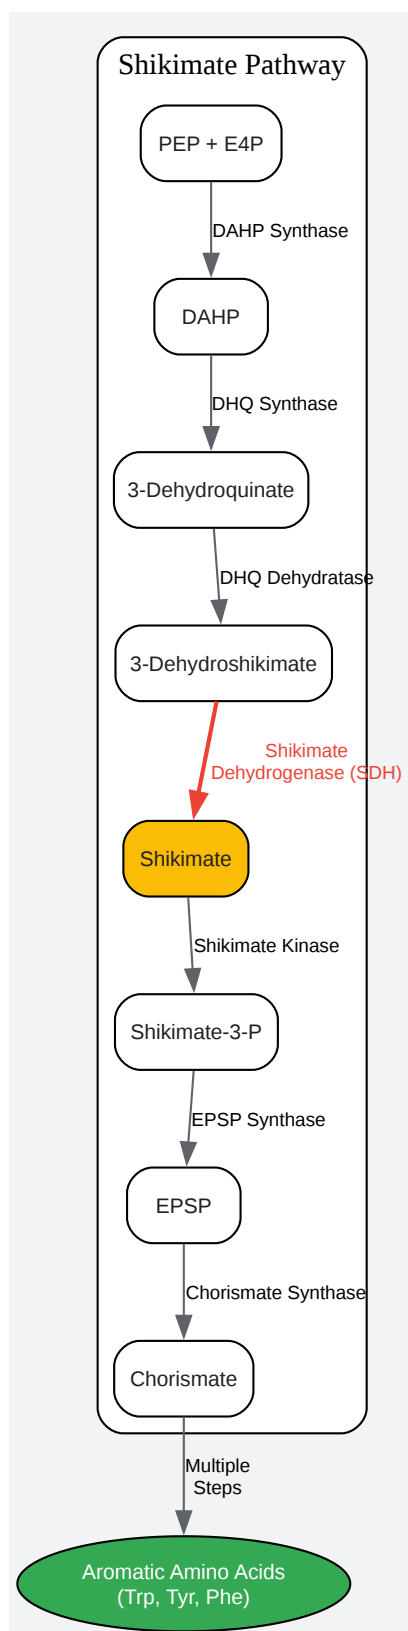 Shikimate Pathway
PEP + E4P
DAHP Synthase
DAHP
DHQ Synthase
3-Dehydroquinate
DHQ Dehydratase
3-Dehydroshikimate
Shikimate
Dehydrogenase (SDH)
Shikimate
Shikimate Kinase
Shikimate-3-P
EPSP Synthase
EPSP
Chorismate Synthase
Chorismate
Multiple
Steps
Aromatic Amino Acids
(Trp, Tyr, Phe)